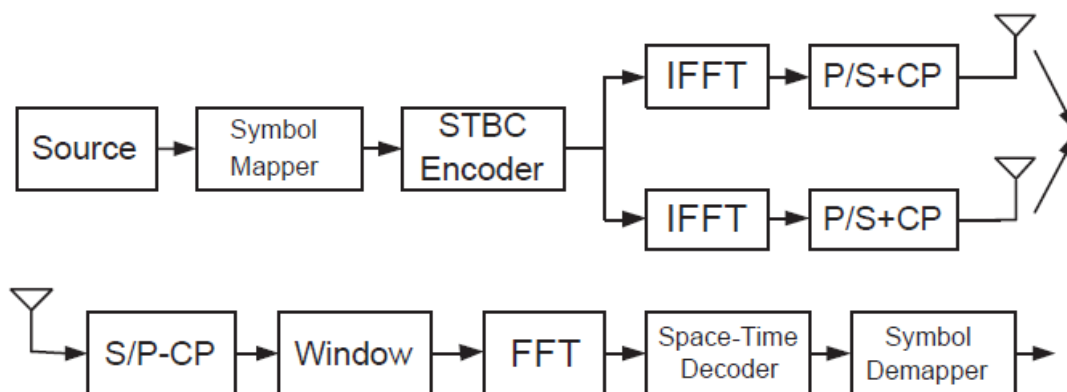 IFFT
P/S+CP
Source
Symbol
Mapper
STBC
Encoder
IFFT
P/S+CP
S/P-CP
Window
FFT
Space-Time
Decoder
Symbol
Demapper